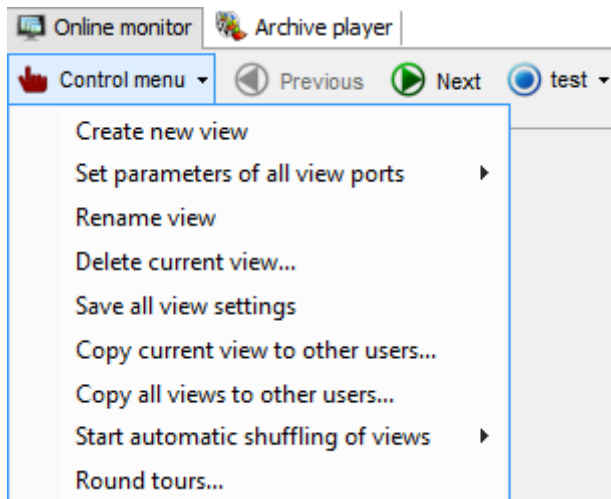 Online monitor Archive player
Control menu Previous Next test
Create new view
Set parameters of all view ports
Rename view
Delete current view...
Save all view settings
Copy current view to other users...
Copy all views to other users...
Start automatic shuffling of views
Round tours...